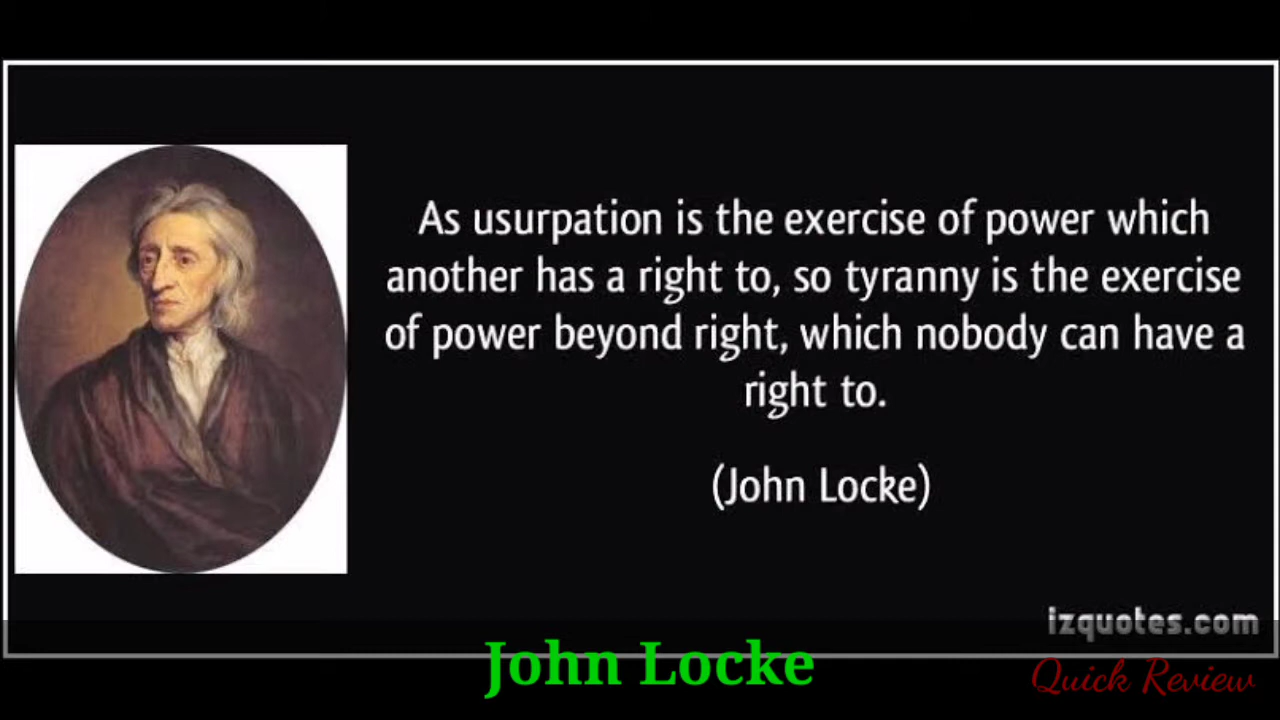 As usurpation is the exercise of power which
another has a right to, so tyranny is the exercise
of power beyond right, which nobody can have a
right to.
(John Locke)
izquotes.com
John Locke
Quick Review